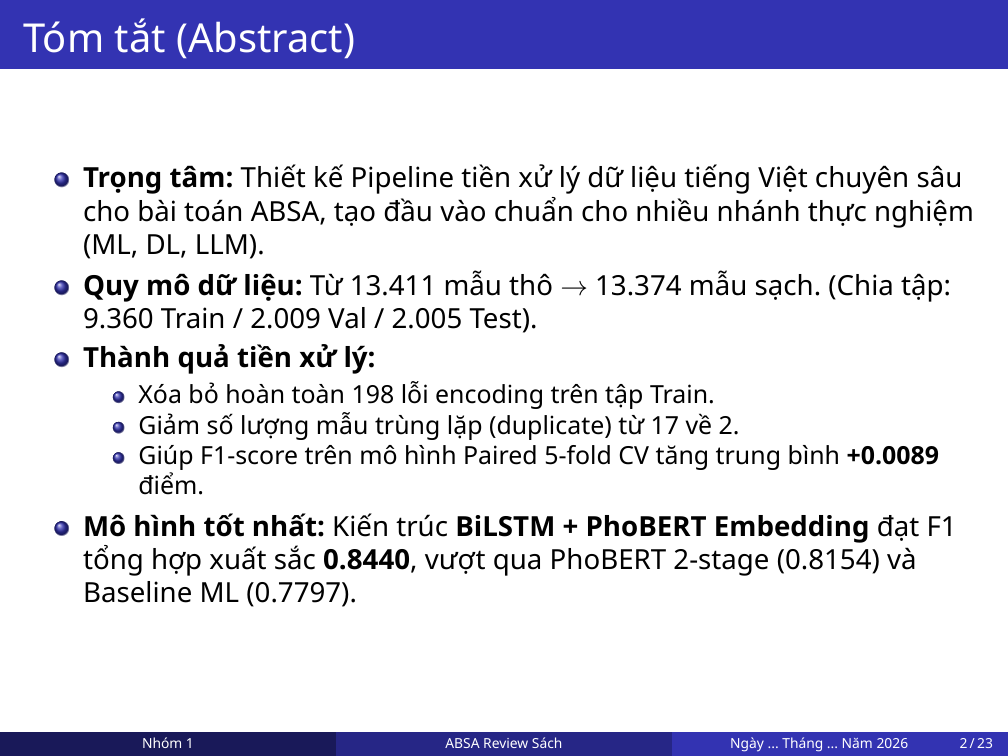 Tóm tắt (Abstract)
Trọng tâm: Thiết kế Pipeline tiền xử lý dữ liệu tiếng Việt chuyên sâu
cho bài toán ABSA, tạo đầu vào chuẩn cho nhiều nhánh thực nghiệm
(ML, DL, LLM).
Quy mô dữ liệu: Từ 13.411 mẫu thô → 13.374 mẫu sạch. (Chia tập:
9.360 Train / 2.009 Val / 2.005 Test).
Thành quả tiền xử lý:
Xóa bỏ hoàn toàn 198 lỗi encoding trên tập Train.
Giảm số lượng mẫu trùng lặp (duplicate) từ 17 về 2.
Giúp F1-score trên mô hình Paired 5-fold CV tăng trung bình +0.0089
điểm.
Mô hình tốt nhất: Kiến trúc BiLSTM + PhoBERT Embedding đạt F1
tổng hợp xuất sắc 0.8440, vượt qua PhoBERT 2-stage (0.8154) và
Baseline ML (0.7797).
Nhóm 1
ABSA Review Sách
Ngày ... Tháng ... Năm 2026
2 / 23